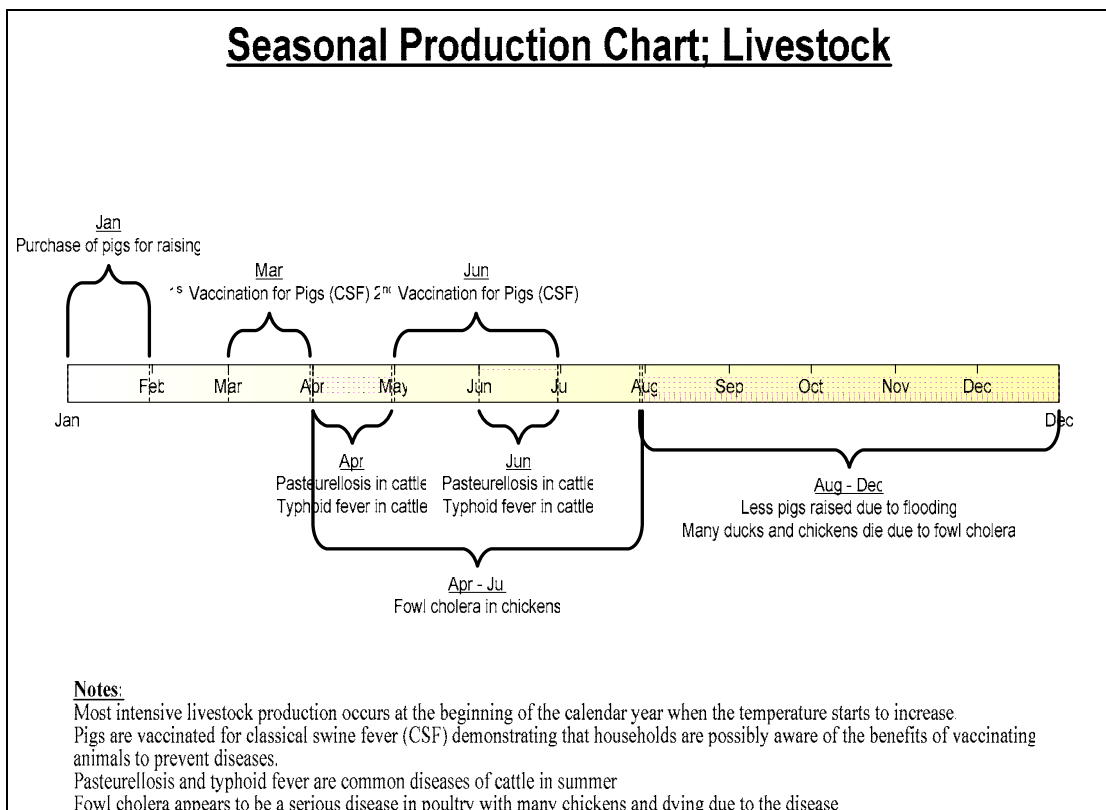 Seasonal Production Chart; Livestock
Jan
Purchase of pigs for raising
Mar
Vaccination for Pigs (CSF)
Jun
2nd Vaccination for Pigs (CSF)
Feb Mar Apr May Jun Ju Aug Sep Oct Nov Dec
Jan
Dec
Apr
Pasteurellosis in cattle
Typhoid fever in cattle
Jun
Pasteurellosis in cattle
Typhoid fever in cattle
Aug - Dec
Less pigs raised due to flooding
Many ducks and chickens die due to fowl cholera
Apr - Ju
Fowl cholera in chickens
Notes:
Most intensive livestock production occurs at the beginning of the calendar year when the temperature starts to increase.
Pigs are vaccinated for classical swine fever (CSF) demonstrating that households are possibly aware of the benefits of vaccinating
animals to prevent diseases.
Pasteurellosis and typhoid fever are common diseases of cattle in summer
Fowl cholera appears to be a serious disease in poultry with many chickens and dying due to the disease